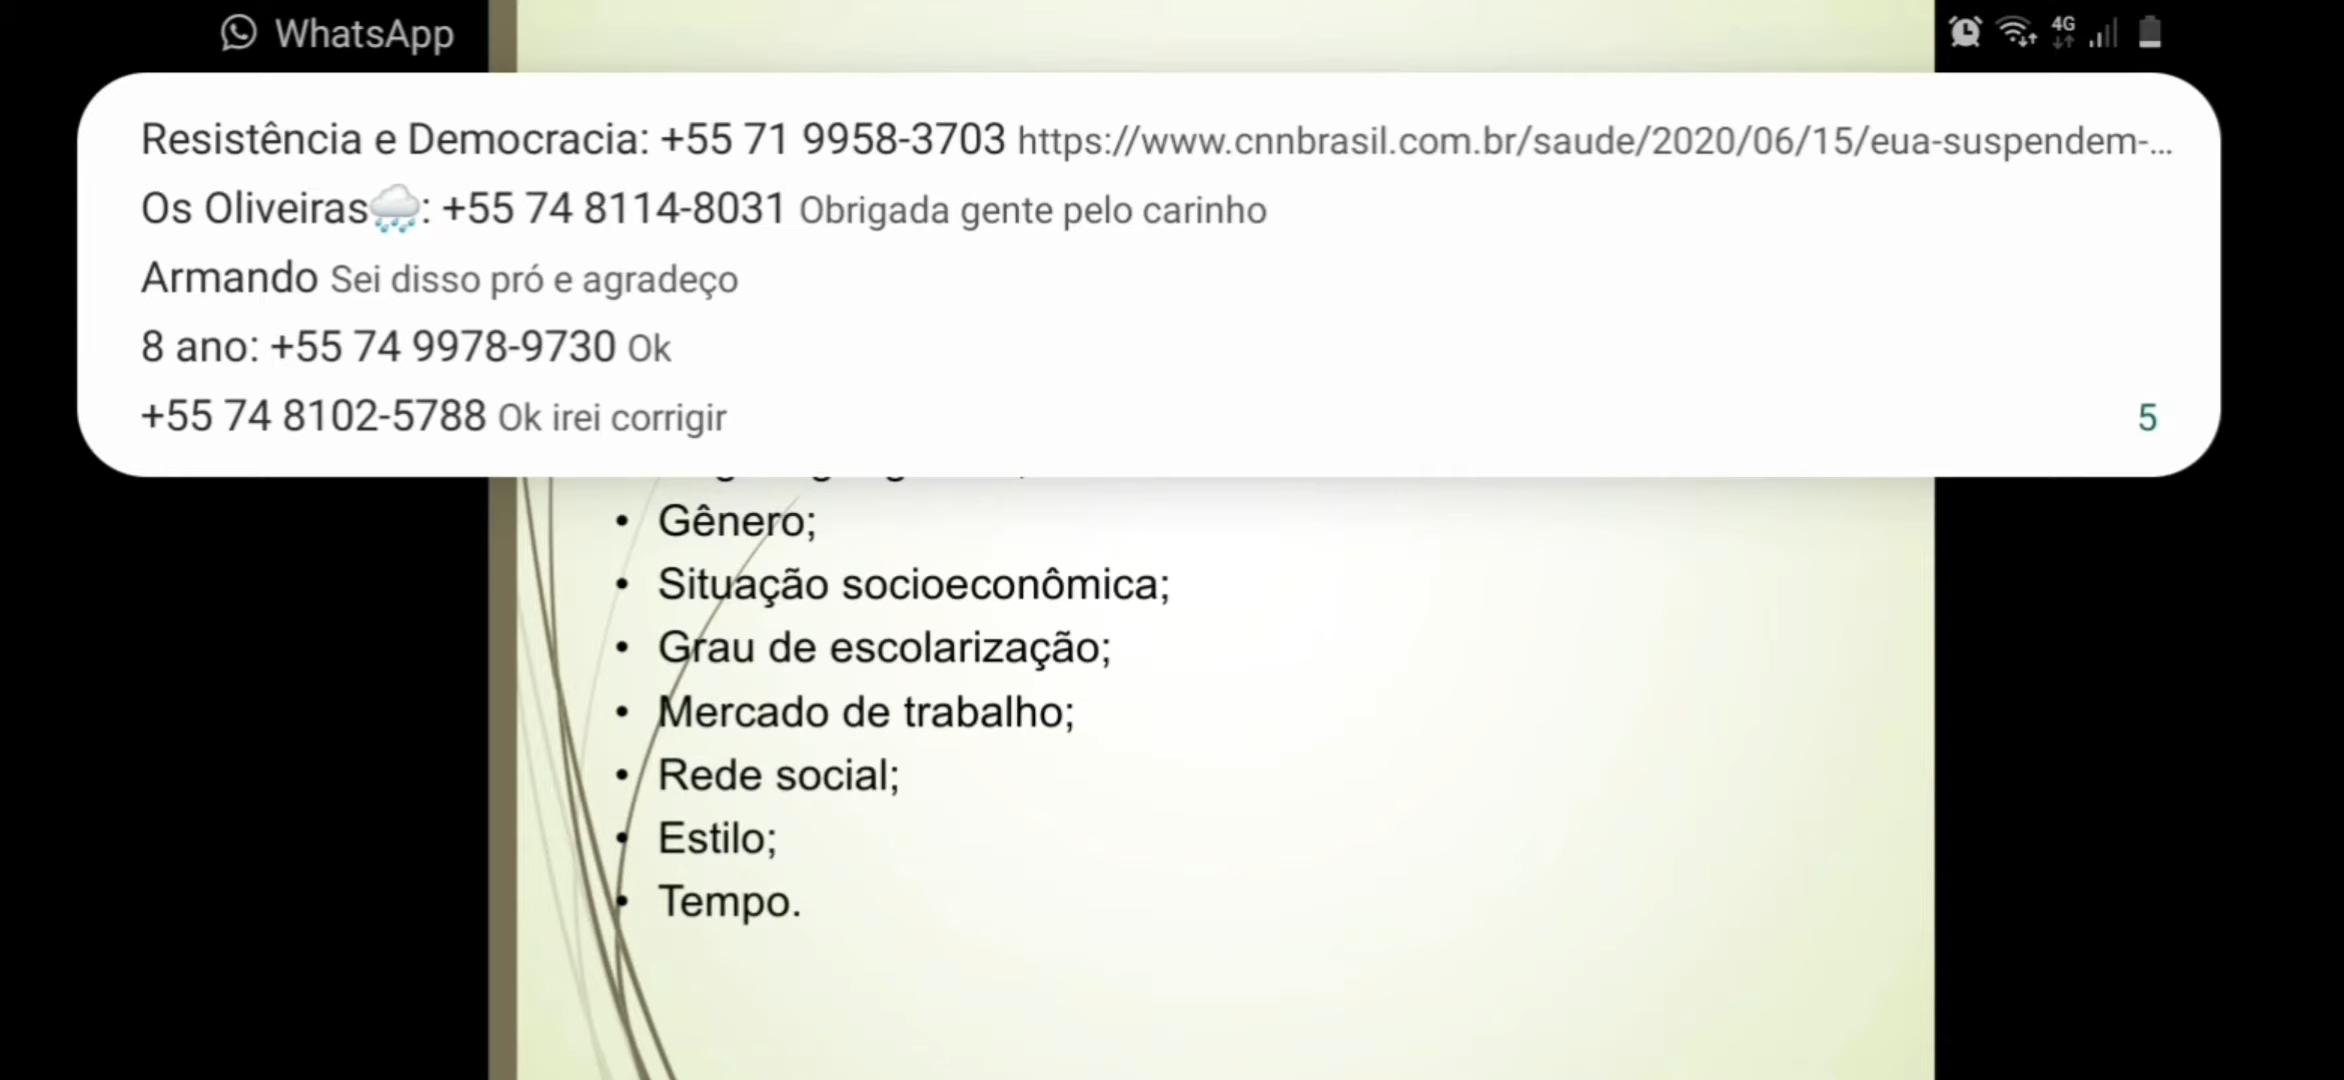 WhatsApp
4G
Resistência e Democracia: +55 71 9958-3703 https://www.cnnbrasil.com.br/saude/2020/06/15/eua-suspendem-...
Os Oliveiras🌧️: +55 74 8114-8031 Obrigada gente pelo carinho
Armando Sei disso pró e agradeço
8 ano: +55 74 9978-9730 Ok
+55 74 8102-5788 Ok irei corrigir
5
• Gênero;
• Situação socioeconômica;
• Grau de escolarização;
• Mercado de trabalho;
• Rede social;
• Estilo;
• Tempo.